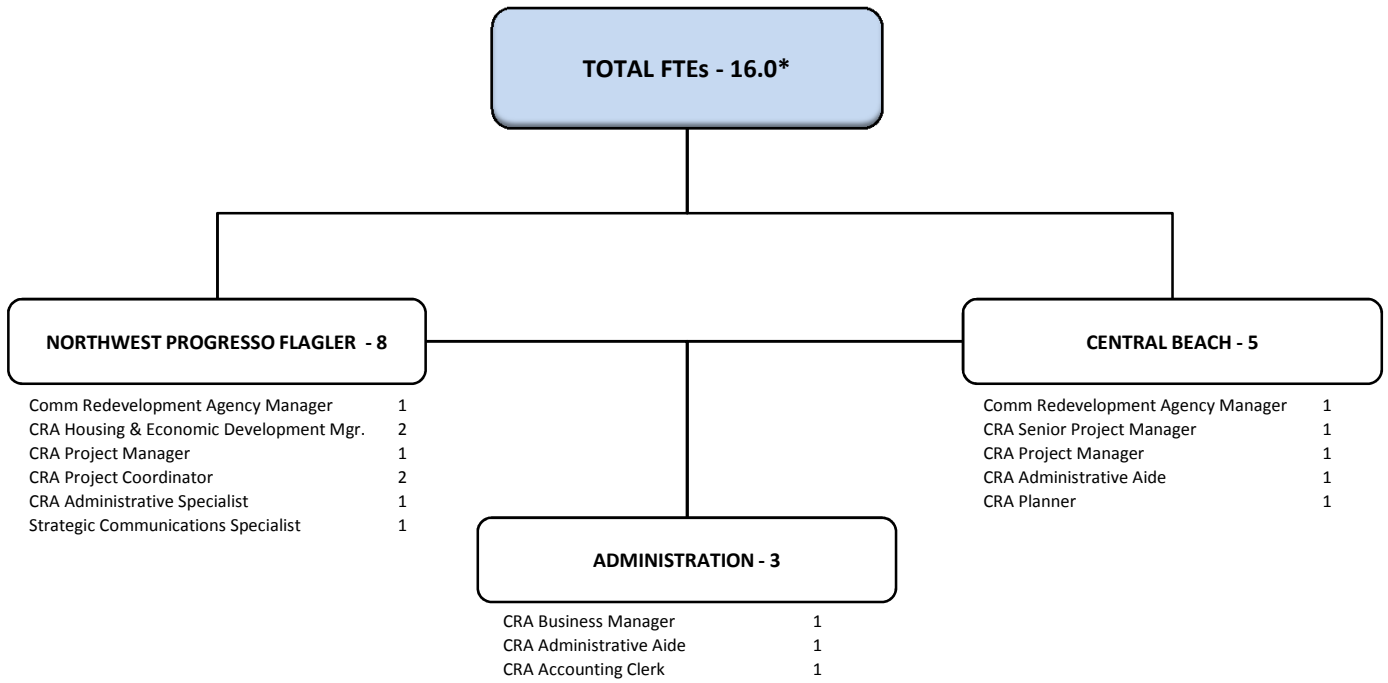 TOTAL FTEs - 16.0*
NORTHWEST PROGRESSO FLAGLER - 8
Comm Redevelopment Agency Manager 1
CRA Housing & Economic Development Mgr. 2
CRA Project Manager 1
CRA Project Coordinator 2
CRA Administrative Specialist 1
Strategic Communications Specialist 1
CENTRAL BEACH - 5
Comm Redevelopment Agency Manager 1
CRA Senior Project Manager 1
CRA Project Manager 1
CRA Administrative Aide 1
CRA Planner 1
ADMINISTRATION - 3
CRA Business Manager 1
CRA Administrative Aide 1
CRA Accounting Clerk 1